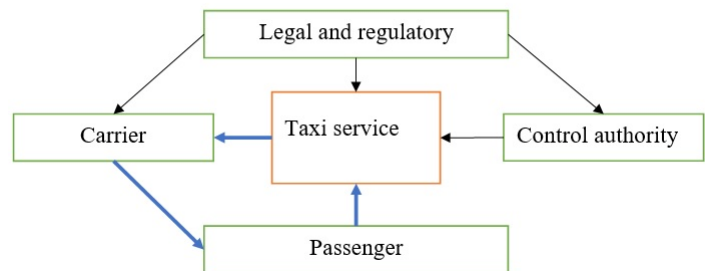 Legal and regulatory
Carrier
Taxi service
Control authority
Passenger